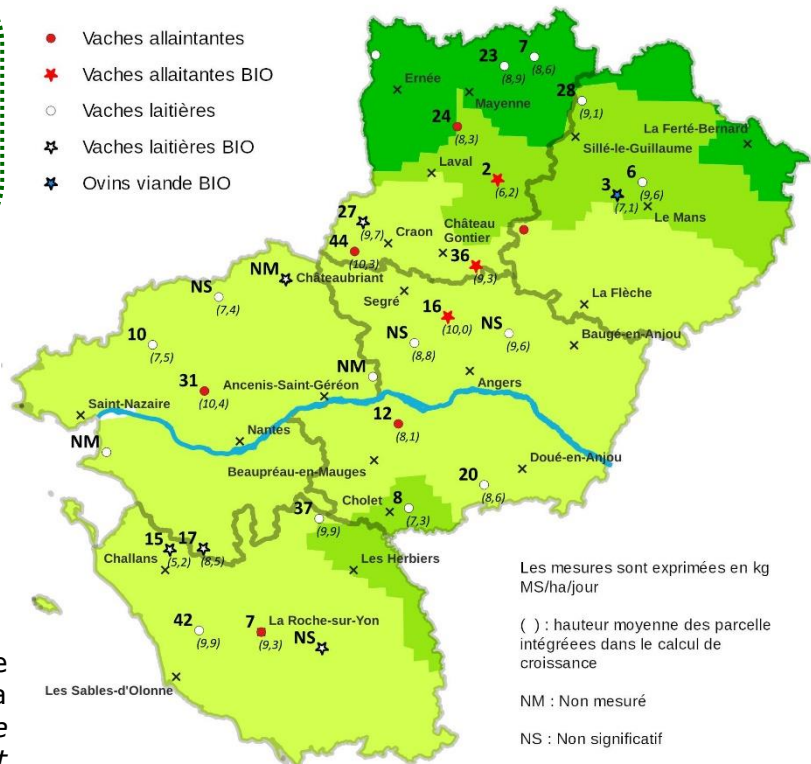 Vaches allaintantes
Vaches allaitantes BIO
Vaches laitières
Vaches laitières BIO
Ovins viande BIO
23
(8,9)
7
(8,6)
Ernée
Mayenne
28
(9,1)
24
(8,3)
La Ferté-Bernard
Sillé-le-Guillaume
Laval
2
(6,2)
6
(9,6)
3
(7,1)
Le Mans
27
(9,7)
Craon
Château
Gontier
44
(10,3)
36
(9,3)
NM
Châteaubriant
NS
(7,4)
Segré
La Flèche
16
(10,0)
NS
(8,8)
NS
(9,6)
Baugé-en-Anjou
10
(7,5)
NM
Angers
31
(10,4)
Ancenis-Saint-Géréon
Saint-Nazaire
12
(8,1)
Nantes
NM
Beaupréau-en-Mauges
Doué-en-Anjou
20
(8,6)
Cholet
8
(7,3)
37
(9,9)
15
(5,2)
17
(8,5)
Challans
Les Herbiers
42
(9,9)
7
(9,3)
La Roche-sur-Yon
NS
Les Sables-d'Olonne
Les mesures sont exprimées en kg
MS/ha/jour
( ) : hauteur moyenne des parcelle
intégréees dans le calcul de
croissance
NM : Non mesuré
NS : Non significatif
e
a
e
t